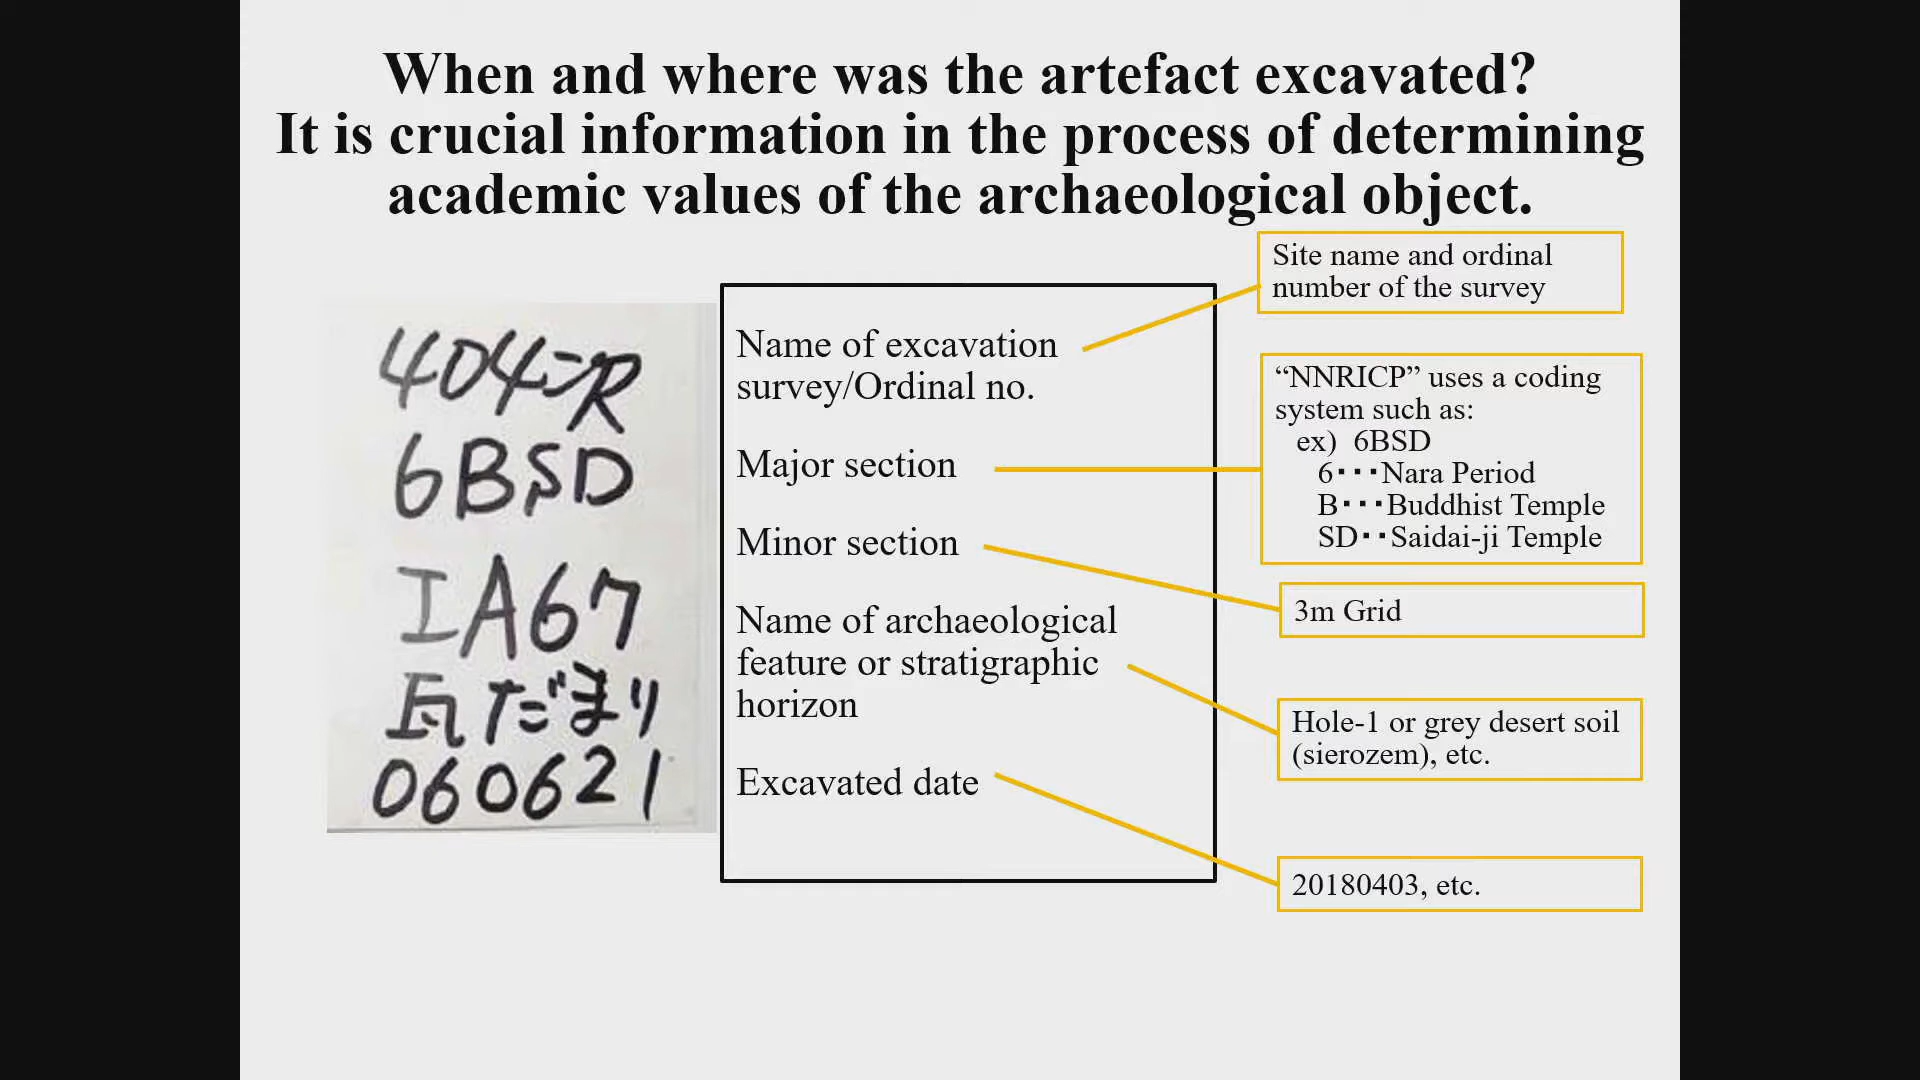 When and where was the artefact excavated?
It is crucial information in the process of determining
academic values of the archaeological object.
404次R
6BSD
IA67
瓦だまり
060621
Name of excavation
survey/Ordinal no.
Major section
Minor section
Name of archaeological
feature or stratigraphic
horizon
Excavated date
Site name and ordinal
number of the survey
“NNRICP” uses a coding
system such as:
ex) 6BSD
6・・・Nara Period
B・・・Buddhist Temple
SD・・Saidai-ji Temple
3m Grid
Hole-1 or grey desert soil
(sierozem), etc.
20180403, etc.